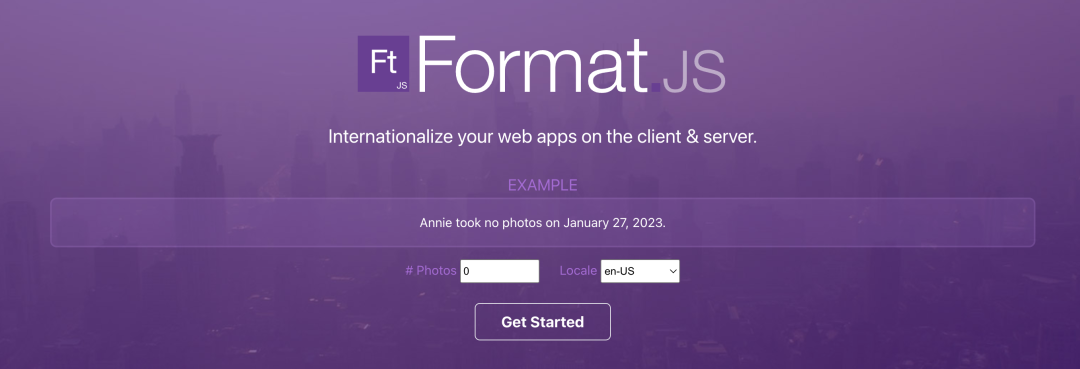 Ft
JS
Format.JS
Internationalize your web apps on the client & server.
EXAMPLE
Annie took no photos on January 27, 2023.
# Photos 0 Locale en-US
Get Started